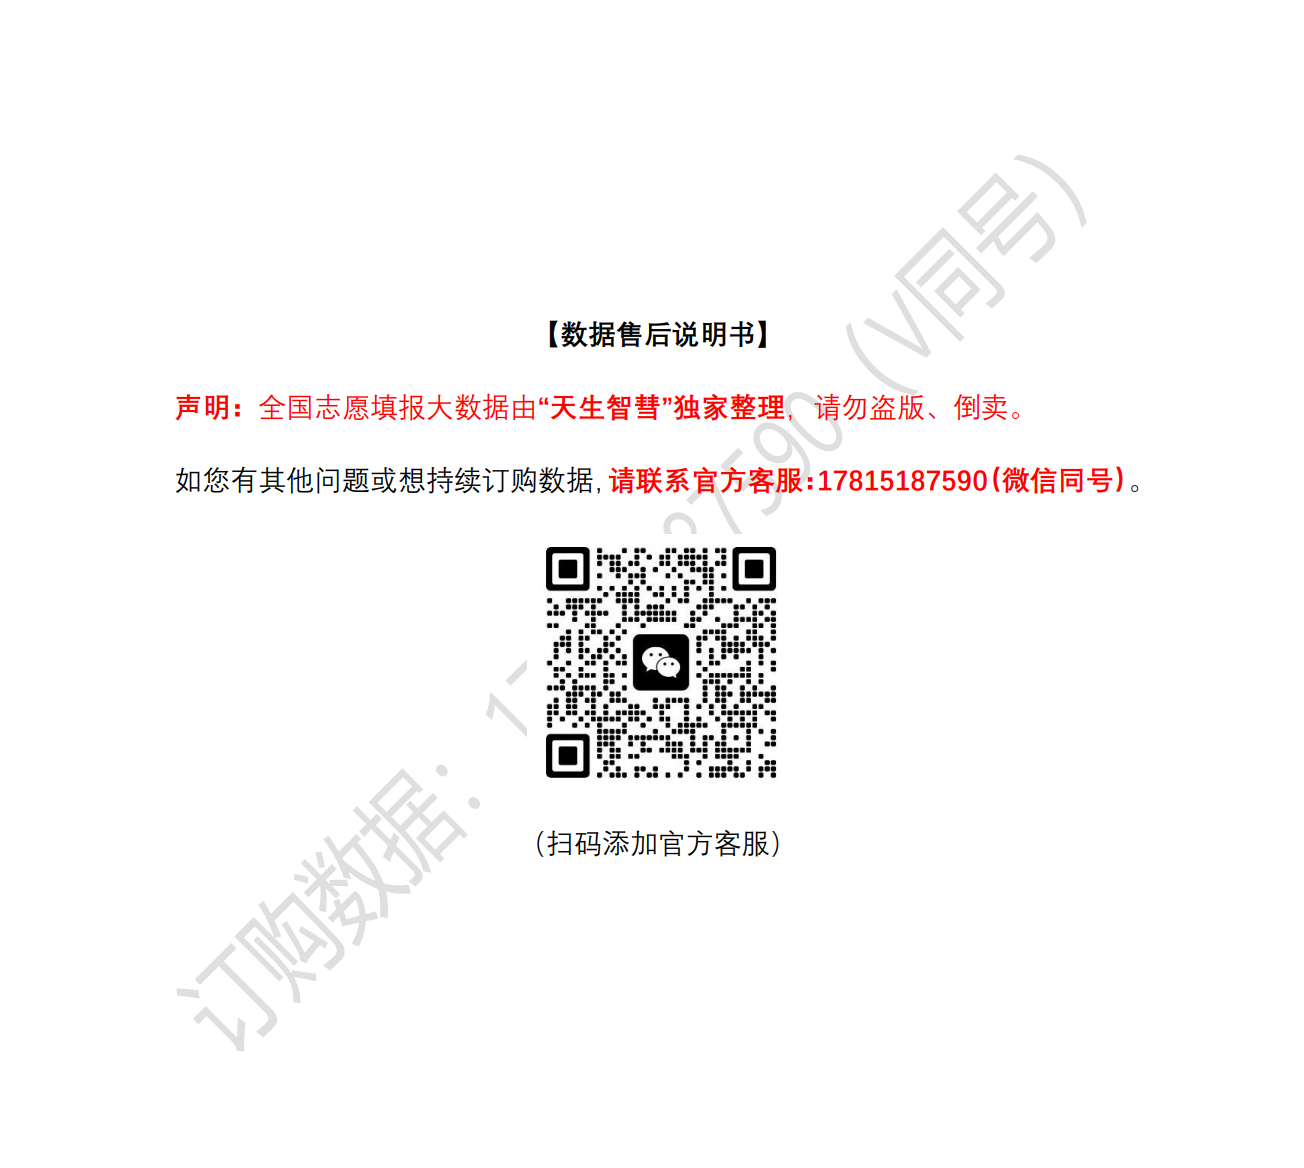 【数据售后说明书】
声明：全国志愿填报大数据由“天生智彗”独家整理，请勿盗版、倒卖。
如您有其他问题或想持续订购数据,请联系官方客服:17815187590(微信同号)。
（扫码添加官方客服）
订购数据：17 87590（V同号）